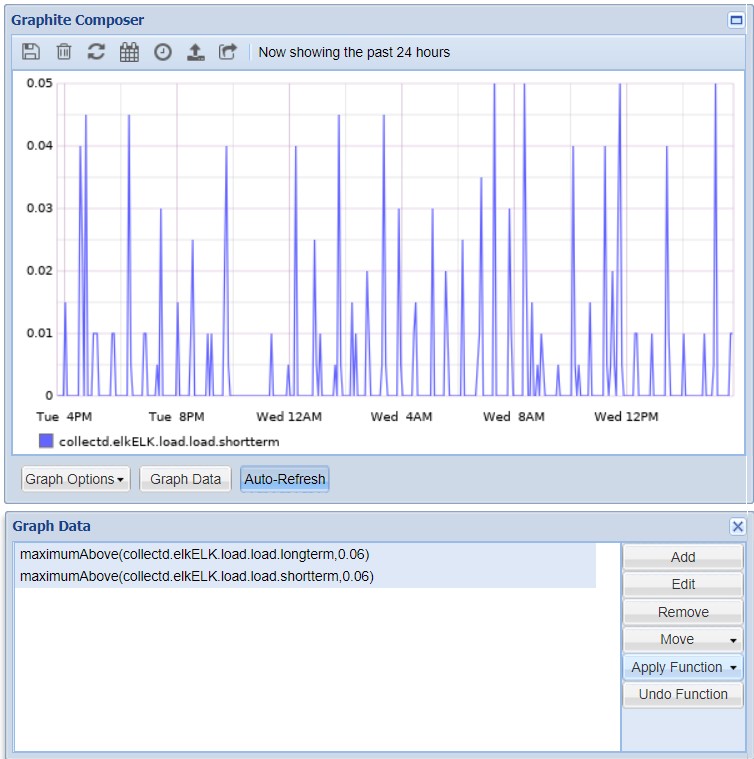 Graphite Composer
Now showing the past 24 hours
0.05
0.04
0.03
0.02
0.01
0
Tue 4PM Tue 8PM Wed 12AM Wed 4AM Wed 8AM Wed 12PM
collectd.elkELK.load.load.shortterm
Graph Options Graph Data Auto-Refresh
Graph Data
maximumAbove(collectd.elkELK.load.load.longterm,0.06)
maximumAbove(collectd.elkELK.load.load.shortterm,0.06)
Add
Edit
Remove
Move
Apply Function
Undo Function